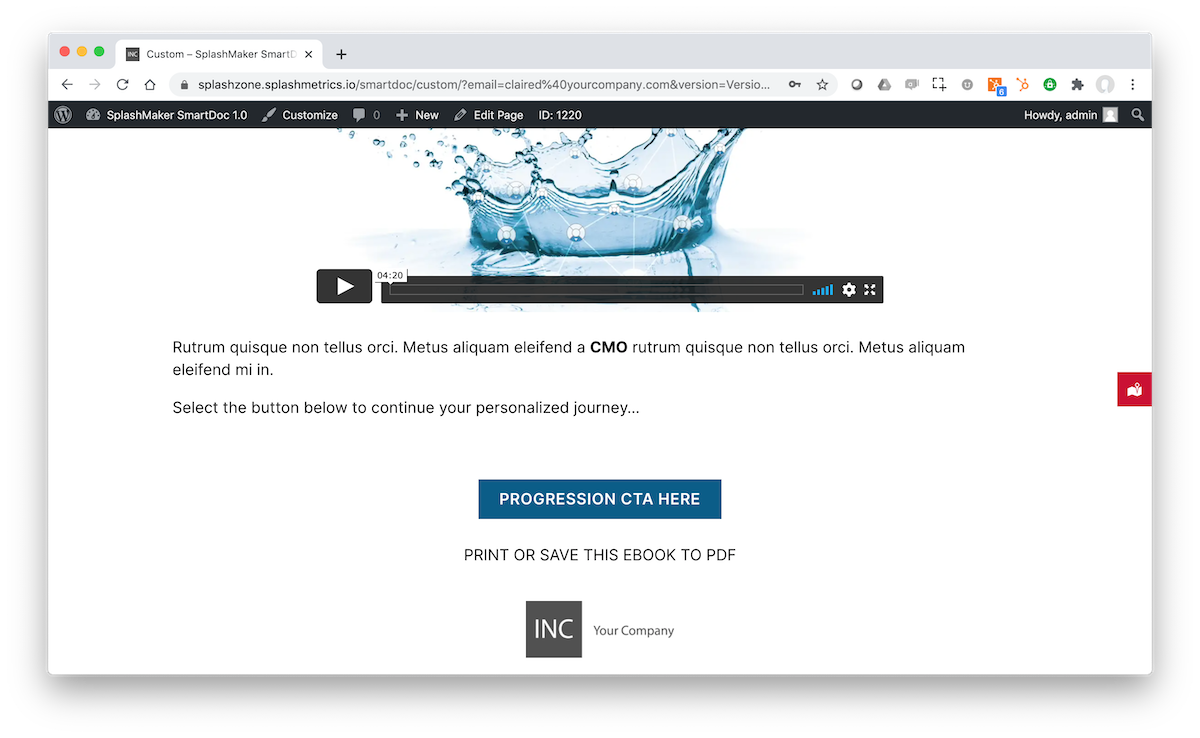 INC Custom – SplashMaker SmartD
splashzone.splashmetrics.io/smartdoc/custom/?email=claired%40yourcompany.com&version=Versio...
6
SplashMaker SmartDoc 1.0 Customize 0 New Edit Page ID: 1220 Howdy, admin
04:20
Rutrum quisque non tellus orci. Metus aliquam eleifend a CMO rutrum quisque non tellus orci. Metus aliquam
eleifend mi in.
Select the button below to continue your personalized journey...
PROGRESSION CTA HERE
PRINT OR SAVE THIS EBOOK TO PDF
INC Your Company